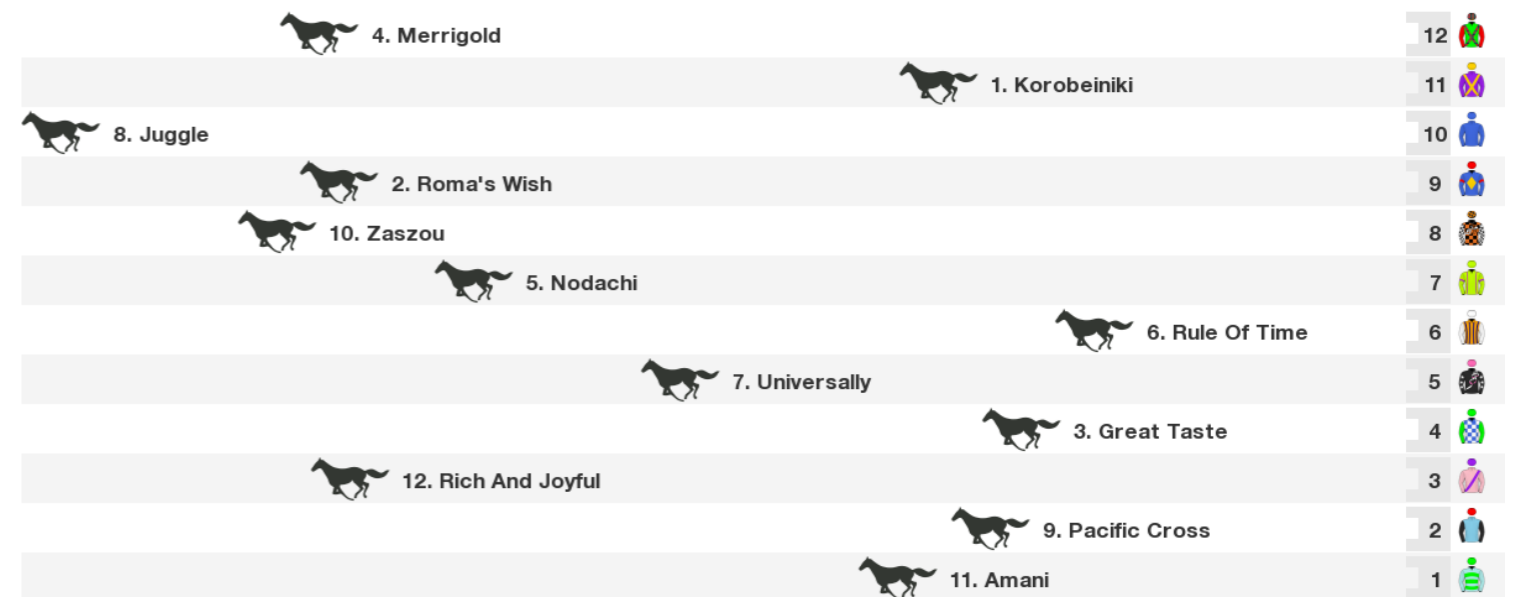 4. Merrigold 12
1. Korobeiniki 11
8. Juggle 10
2. Roma's Wish 9
10. Zaszou 8
5. Nodachi 7
6. Rule Of Time 6
7. Universally 5
3. Great Taste 4
12. Rich And Joyful 3
9. Pacific Cross 2
11. Amani 1